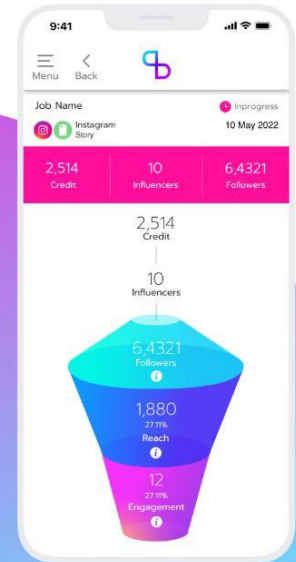 9:41
Menu
Back
Job Name
Inprogress
Instagram
Story
10 May 2022
2,514
10
6,4321
Credit
Influencers
Followers
2,514
Credit
10
Influencers
6,4321
Followers
i
1,880
27.11%
Reach
i
12
27.11%
Engagement
i